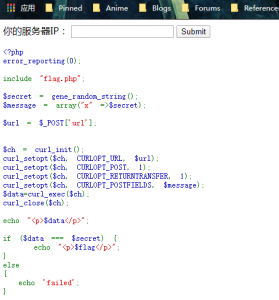 应用 Pinned Anime Blogs Forums Reference
你的服务器IP： Submit
<?php
error_reporting(0);
include "flag.php";
$secret = gene_random_string();
$message = array("x" =>$secret);
$url = $_POST['url'];
$ch = curl_init();
curl_setopt($ch, CURLOPT_URL, $url);
curl_setopt($ch, CURLOPT_POST, 1);
curl_setopt($ch, CURLOPT_RETURNTRANSFER, 1);
curl_setopt($ch, CURLOPT_POSTFIELDS, $message);
$data=curl_exec($ch);
curl_close($ch);
echo "<p>$data</p>";
if ($data === $secret) {
echo "<p>$flag</p>";
}
else
{
echo 'failed';
}